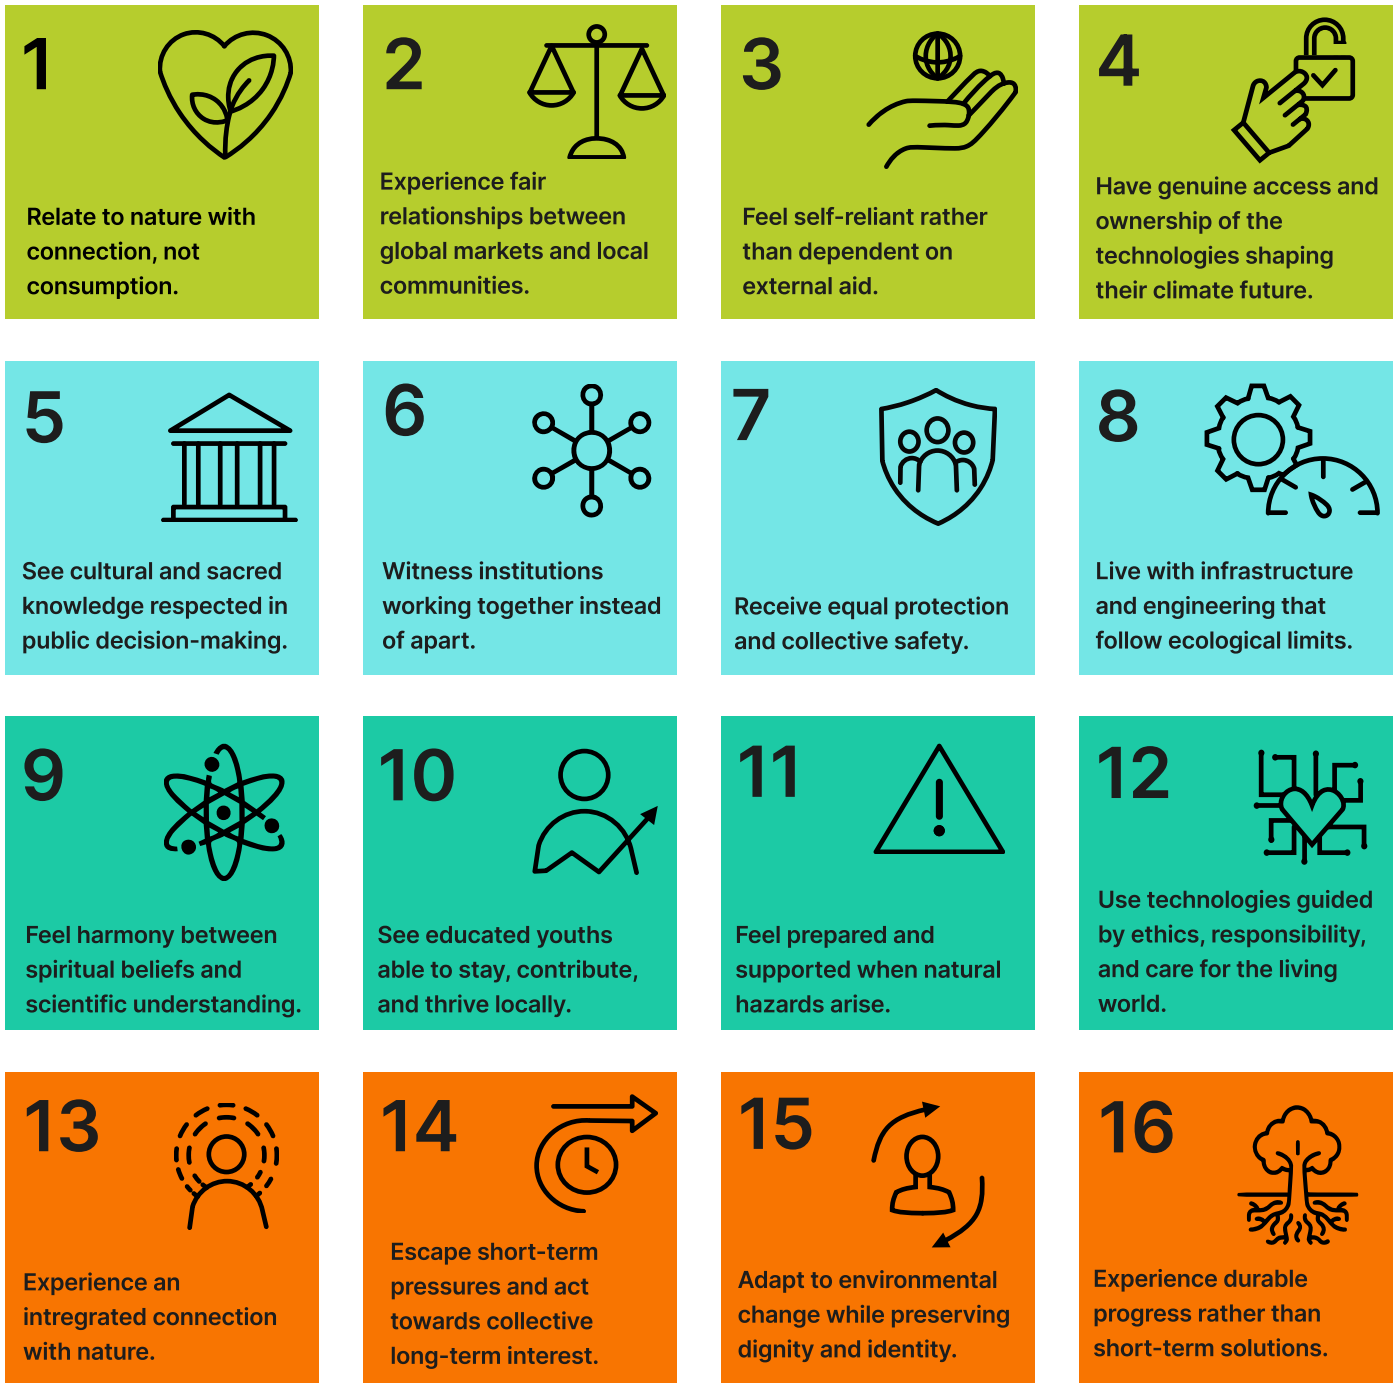 1
Relate to nature with
connection, not
consumption.
2
Experience fair
relationships between
global markets and local
communities.
3
Feel self-reliant rather
than dependent on
external aid.
4
Have genuine access and
ownership of the
technologies shaping
their climate future.
5
See cultural and sacred
knowledge respected in
public decision-making.
6
Witness institutions
working together instead
of apart.
7
Receive equal protection
and collective safety.
8
Live with infrastructure
and engineering that
follow ecological limits.
9
Feel harmony between
spiritual beliefs and
scientific understanding.
10
See educated youths
able to stay, contribute,
and thrive locally.
11
Feel prepared and
supported when natural
hazards arise.
12
Use technologies guided
by ethics, responsibility,
and care for the living
world.
13
Experience an
intregrated connection
with nature.
14
Escape short-term
pressures and act
towards collective
long-term interest.
15
Adapt to environmental
change while preserving
dignity and identity.
16
Experience durable
progress rather than
short-term solutions.